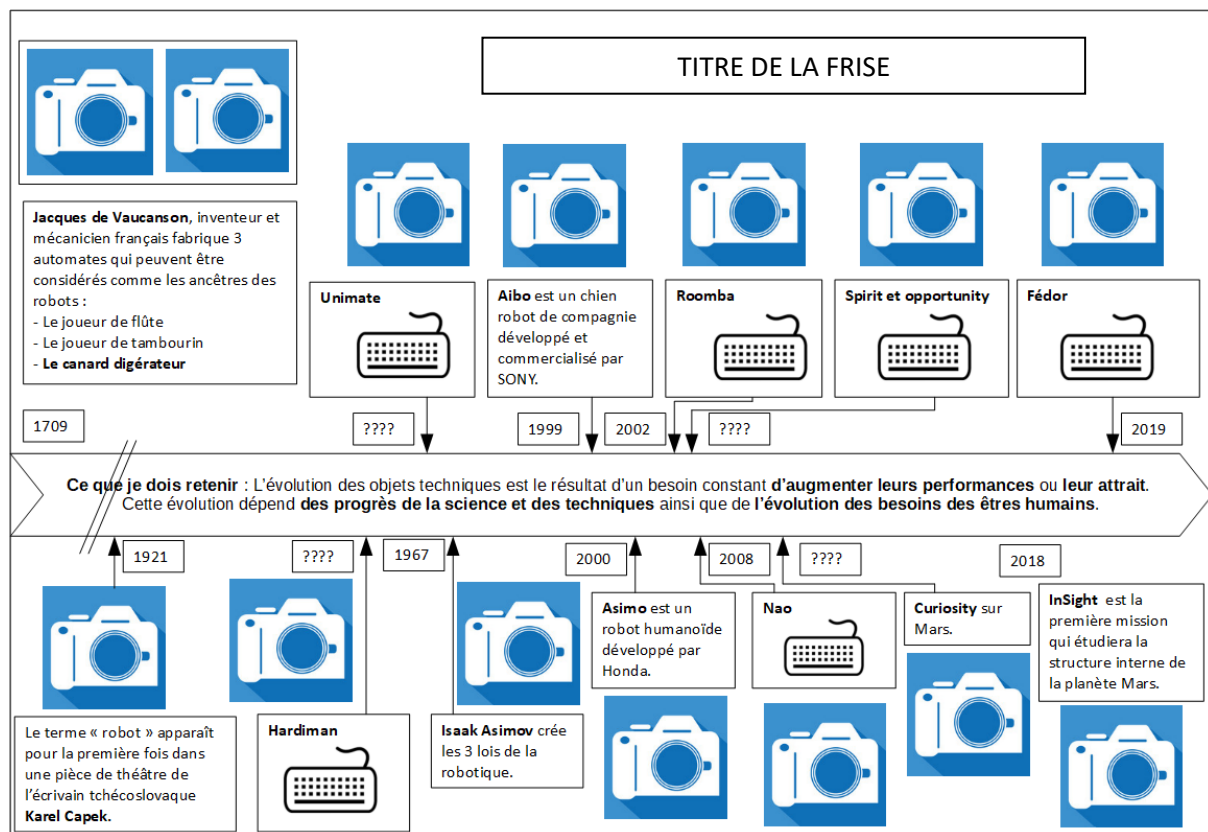 TITRE DE LA FRISE
Jacques de Vaucanson, inventeur et
mécanicien français fabrique 3
automates qui peuvent être
considérés comme les ancêtres des
robots :
- Le joueur de flûte
- Le joueur de tambourin
- Le canard digérateur
Unimate
Aibo est un chien
robot de compagnie
développé et
commercialisé par
SONY.
Roomba
Spirit et opportunity
Fédor
1709
????
1999
2002
????
2019
Ce que je dois retenir : L'évolution des objets techniques est le résultat d'un besoin constant d'augmenter leurs performances ou leur attrait.
Cette évolution dépend des progrès de la science et des techniques ainsi que de l'évolution des besoins des êtres humains.
1921
????
1967
2000
2008
????
2018
Le terme « robot » apparaît
pour la première fois dans
une pièce de théâtre de
l'écrivain tchécoslovaque
Karel Capek.
Hardiman
Isaak Asimov crée
les 3 lois de la
robotique.
Asimo est un
robot humanoïde
développé par
Honda.
Nao
Curiosity sur
Mars.
InSight est la
première mission
qui étudiera la
structure interne de
la planète Mars.